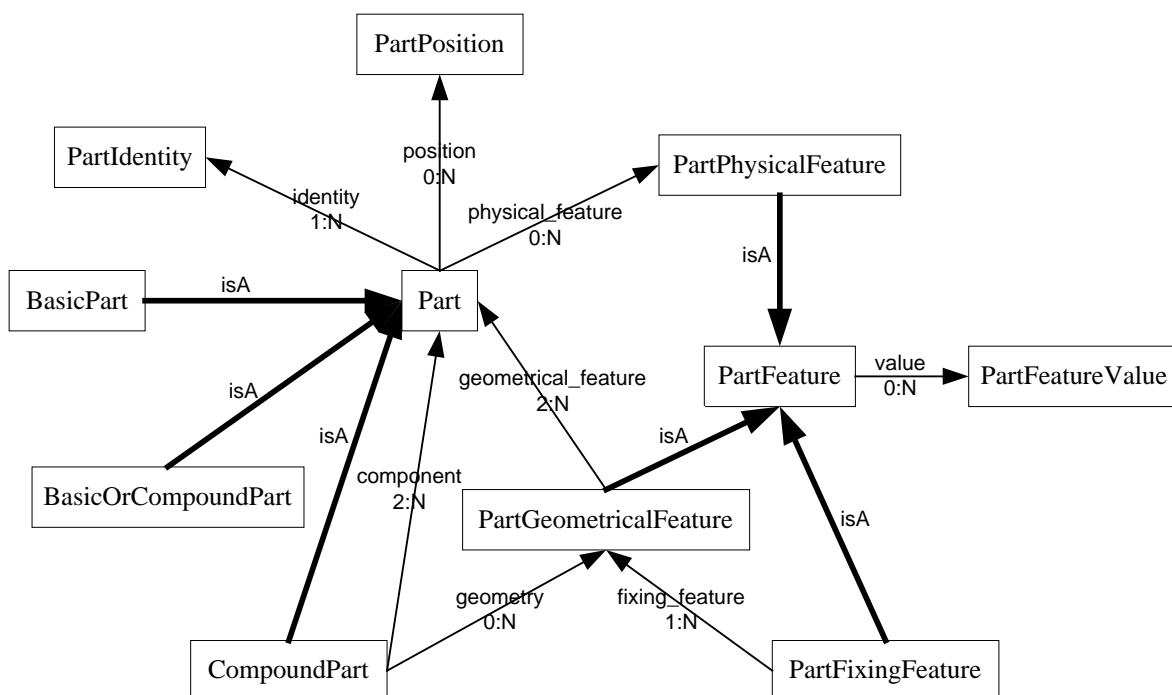 PartPosition
PartIdentity
position
0:N
PartPhysicalFeature
identity
1:N
physical_feature
0:N
isA
BasicPart
isA
Part
geometrical_feature
2:N
PartFeature
value
0:N
PartFeatureValue
isA
isA
isA
BasicOrCompoundPart
component
2:N
PartGeometricalFeature
isA
geometry
0:N
fixing_feature
1:N
CompoundPart
PartFixingFeature